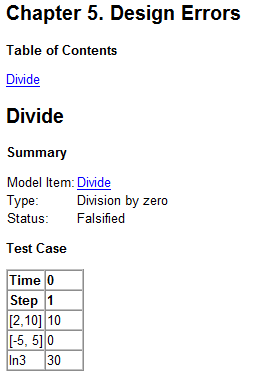 Chapter 5. Design Errors
Table of Contents
Divide
Divide
Summary
Model Item: Divide
Type: Division by zero
Status: Falsified
Test Case
Time 0
Step 1
[2,10] 10
[-5, 5] 0
In3 30